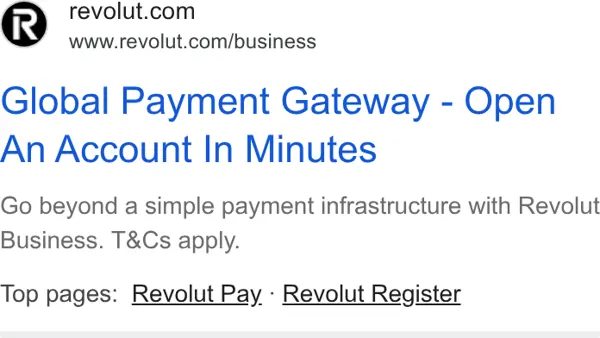 R
revolut.com
www.revolut.com/business
Global Payment Gateway - Open
An Account In Minutes
Go beyond a simple payment infrastructure with Revolut
Business. T&Cs apply.
Top pages: Revolut Pay · Revolut Register